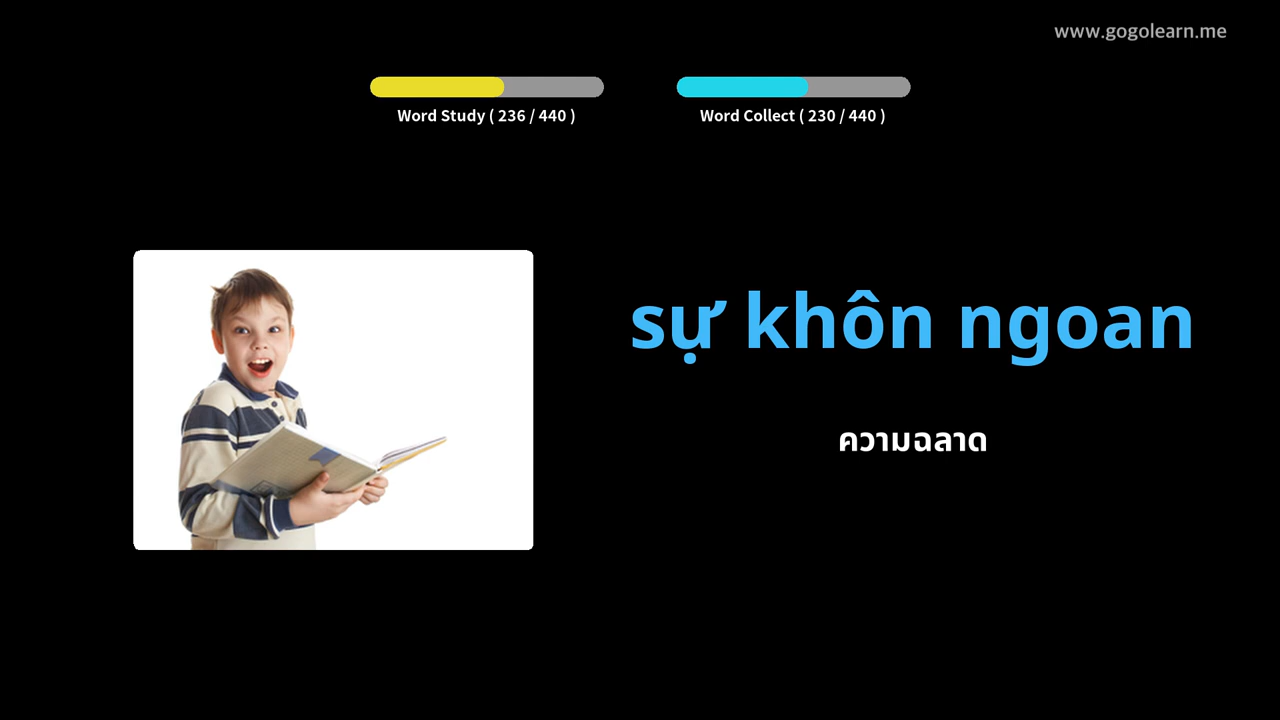 www.gogolearn.me
Word Study ( 236 / 440 )
Word Collect ( 230 / 440 )
sự khôn ngoan
ความฉลาด